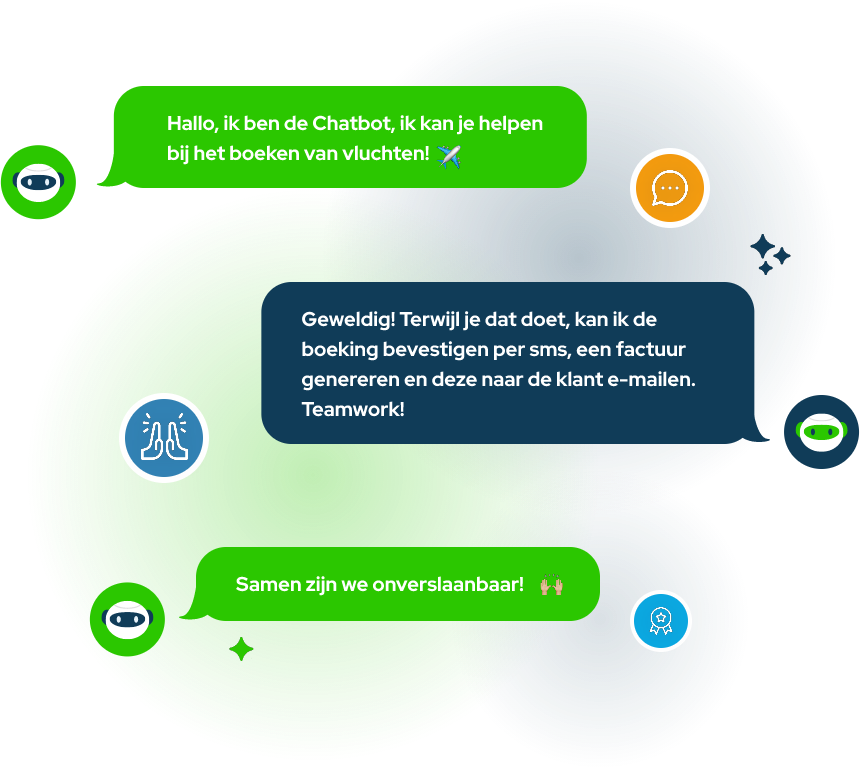 Hallo, ik ben de Chatbot, ik kan je helpen
bij het boeken van vluchten! ✈️
Geweldig! Terwijl je dat doet, kan ik de
boeking bevestigen per sms, een factuur
genereren en deze naar de klant e-mailen.
Teamwork!
Samen zijn we onverslaanbaar! 🙌🏼